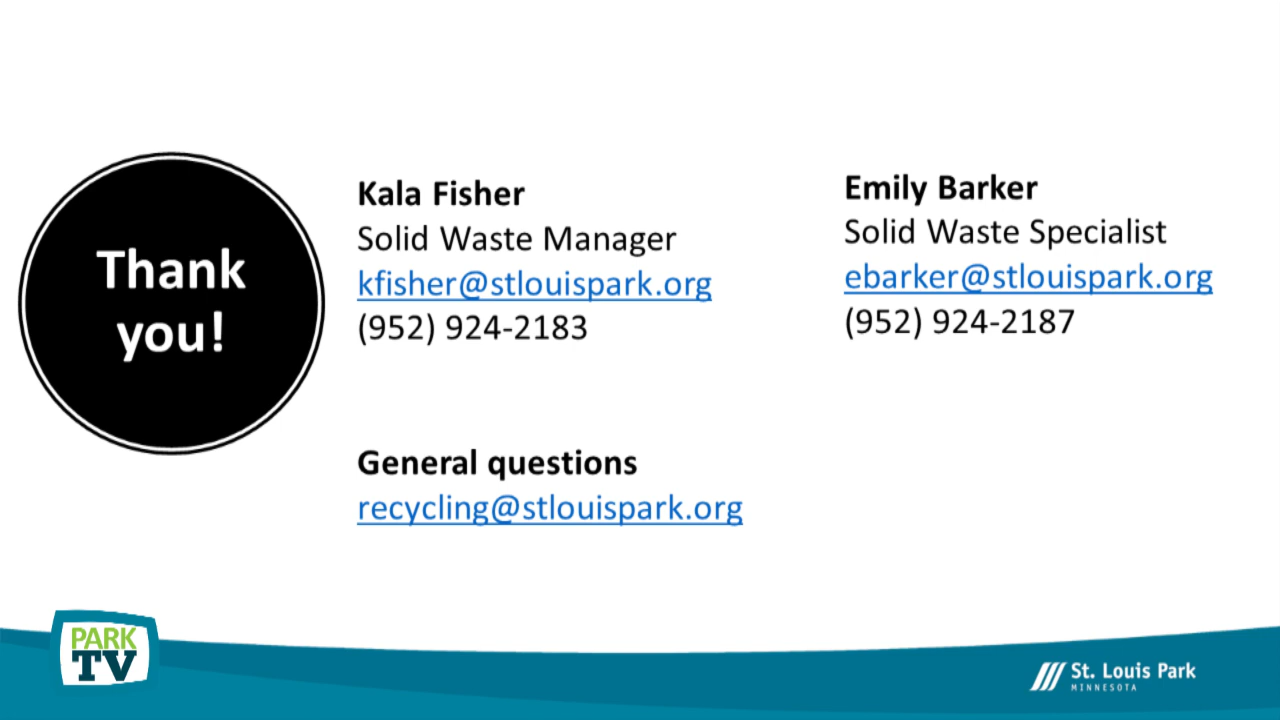 Thank
you!
Kala Fisher
Solid Waste Manager
kfisher@stlouispark.org
(952) 924-2183
Emily Barker
Solid Waste Specialist
ebarker@stlouispark.org
(952) 924-2187
General questions
recycling@stlouispark.org
PARK
TV
St. Louis Park
MINNESOTA